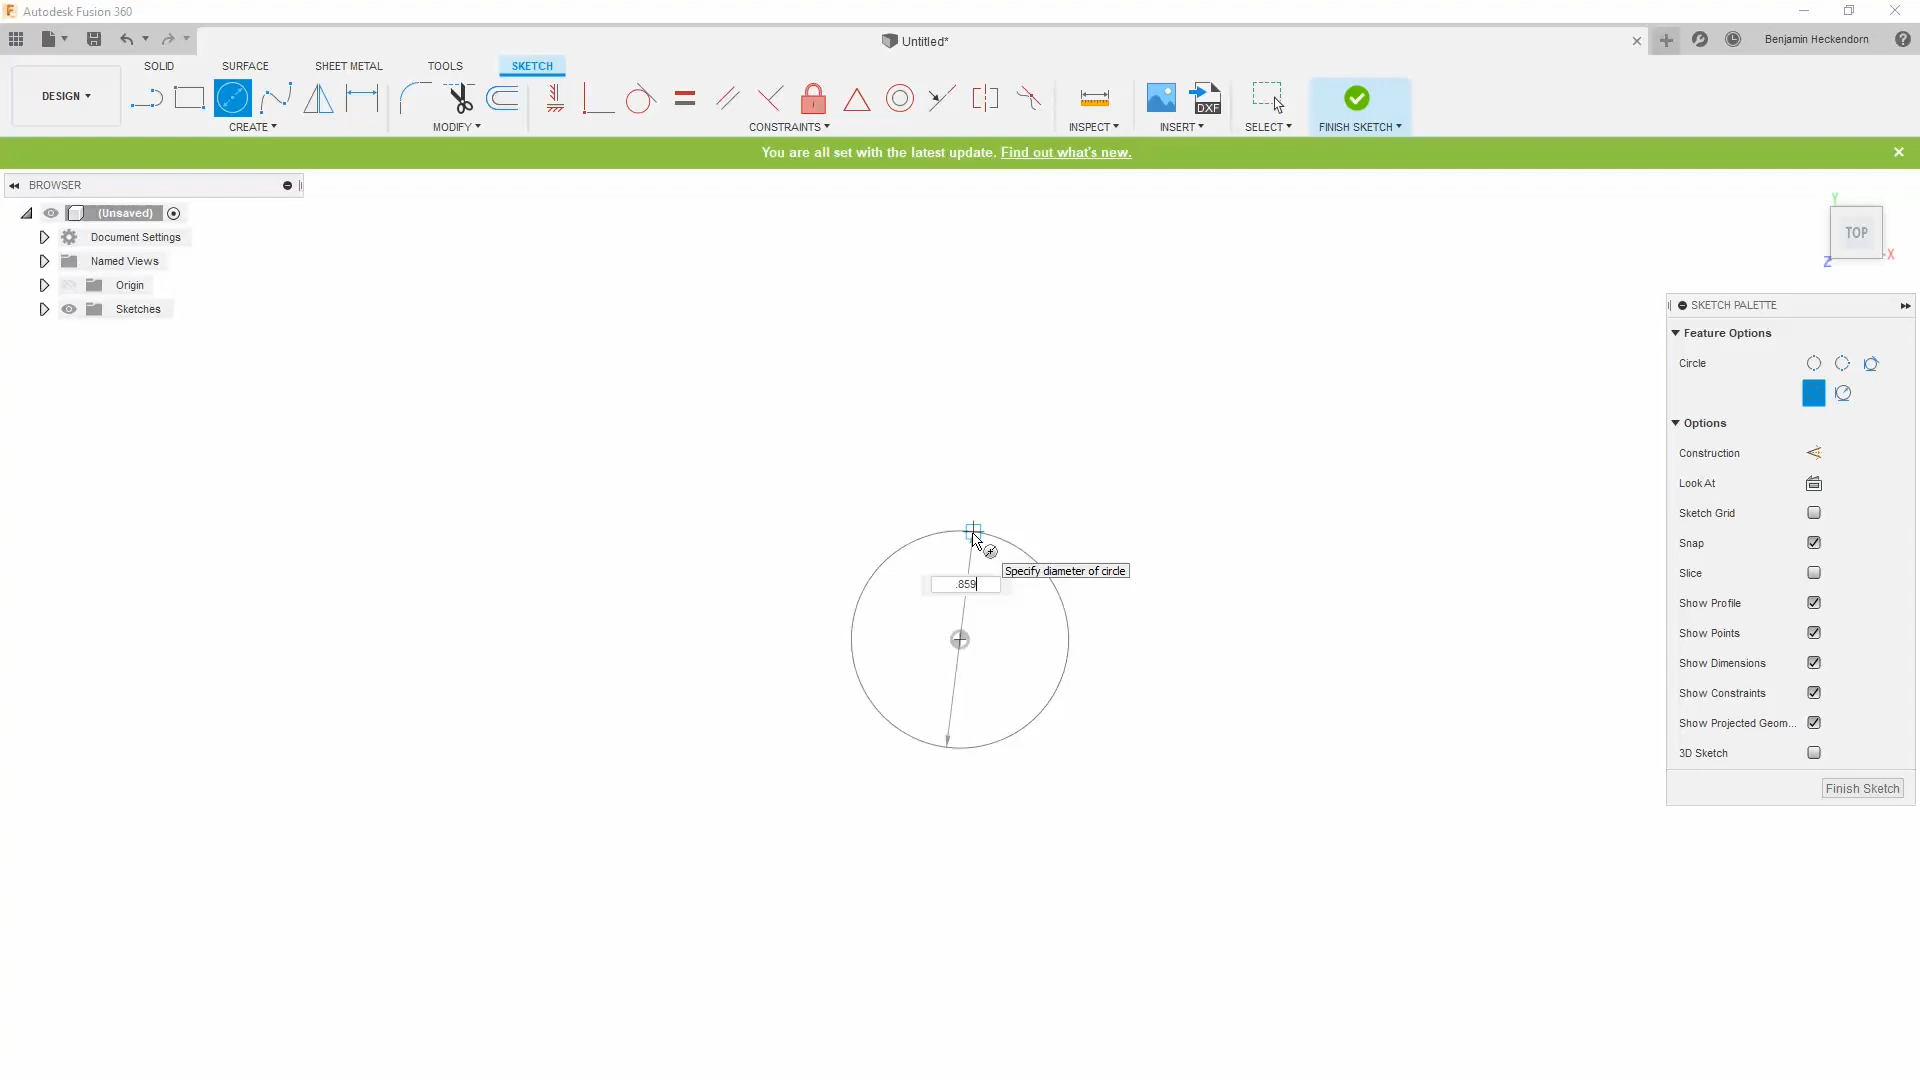 Autodesk Fusion 360
Untitled*
Benjamin Heckendorn
SOLID
SURFACE
SHEET METAL
TOOLS
SKETCH
DESIGN
DXF
CREATE
MODIFY
CONSTRAINTS
INSPECT
INSERT
SELECT
FINISH SKETCH
You are all set with the latest update. Find out what's new.
BROWSER
(Unsaved)
Document Settings
Named Views
Origin
Sketches
Y
TOP
X
Z
SKETCH PALETTE
Feature Options
Circle
Options
Construction
Look At
Sketch Grid
Snap
Slice
Show Profile
Show Points
Show Dimensions
Show Constraints
Show Projected Geom...
3D Sketch
Finish Sketch
Specify diameter of circle
.859